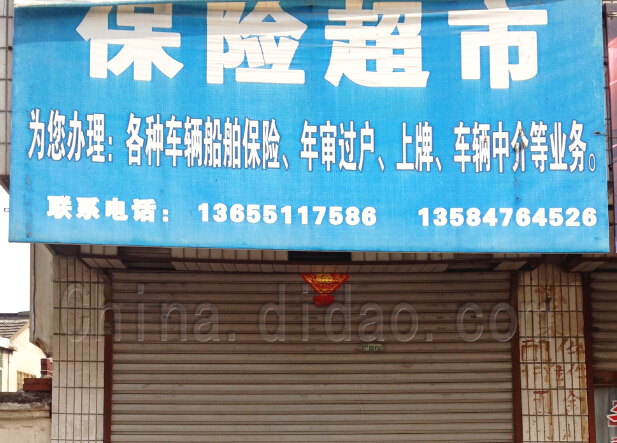 保险超市
为您办理：各种车辆船舶保险、年审过户、上牌、车辆中介等业务。
联系电话： 13655117586 13584764526
China.didao.com